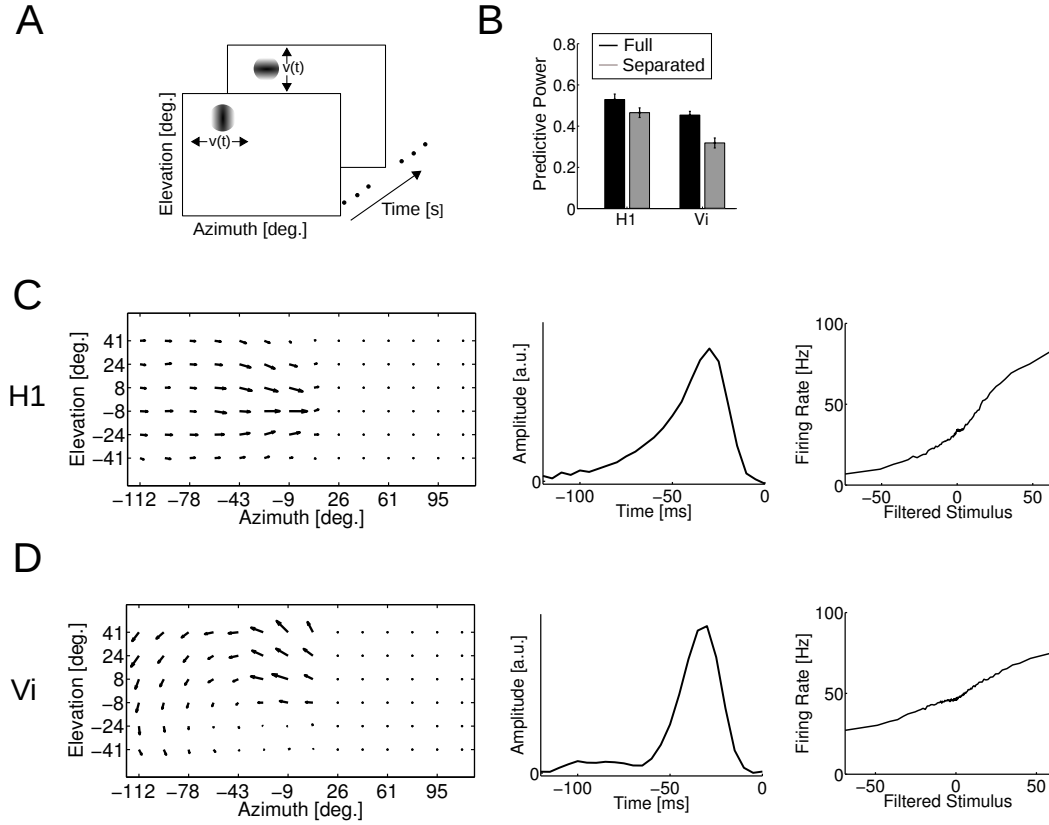 A
v(t)
v(t)
Elevation [deg.]
Azimuth [deg.]
Time [s]
B
Full
Separated
Predictive Power
0.8
0.6
0.4
0.2
0
H1 Vi
C
H1
Elevation [deg.]
41
24
8
−8
−24
−41
−112 −78 −43 −9 26 61 95
Azimuth [deg.]
Amplitude [a.u.]
0
−100 −50 0
Time [ms]
Firing Rate [Hz]
100
50
0
−50 0 50
Filtered Stimulus
D
Vi
Elevation [deg.]
41
24
8
−8
−24
−41
−112 −78 −43 −9 26 61 95
Azimuth [deg.]
Amplitude [a.u.]
0
−100 −50 0
Time [ms]
Firing Rate [Hz]
100
50
0
−50 0 50
Filtered Stimulus